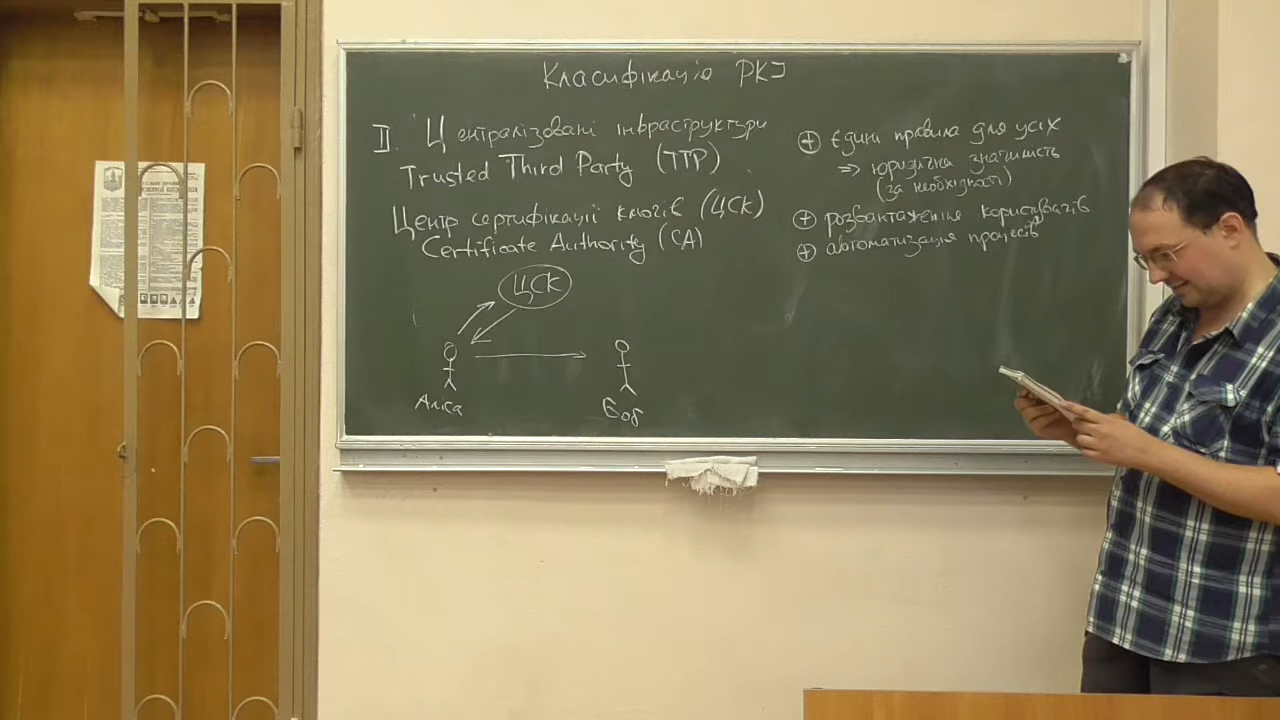 Класифікація PKI
II. Централізовані інфраструктури
Trusted Third Party (TTP)
Центр сертифікації ключів (ЦСК)
Certificate Authority (CA)
ЦСК
Аліса
Боб
⊕ єдині правила для усіх
⇒ юридична значимість
(за необхідності)
⊕ розвантаження користувачів
⊕ автоматизація процесів